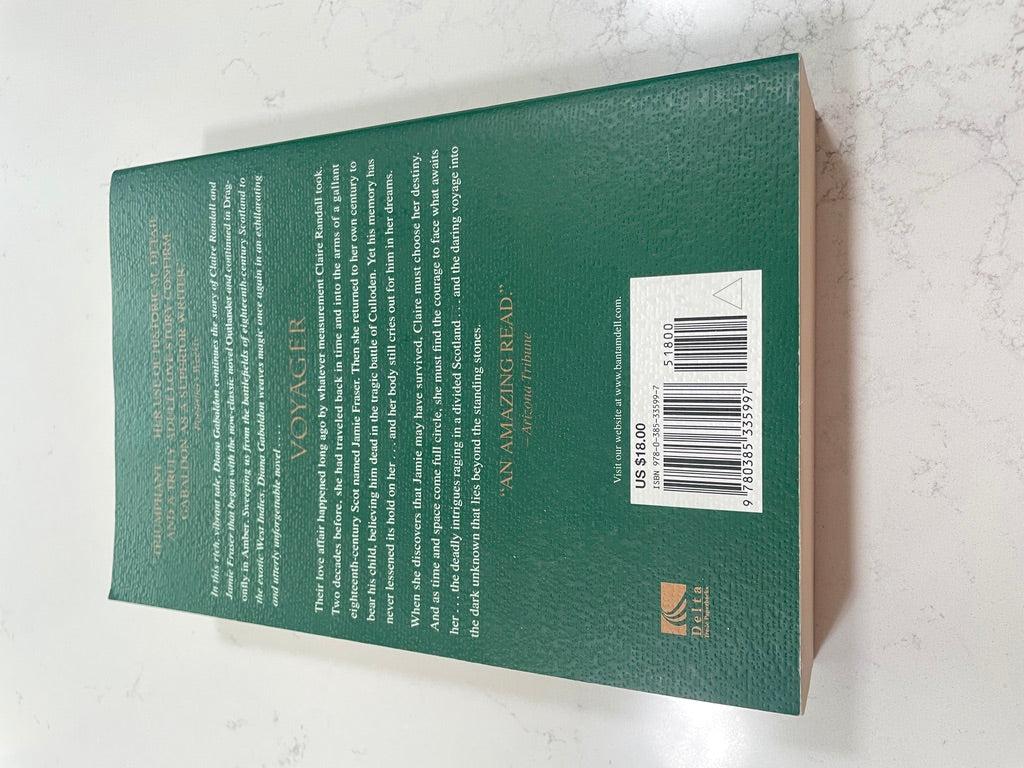 "TRIUMPHANT . . . . HER USE OF HISTORICAL DETAIL
AND A TRULY ADULT LOVE STORY CONFIRM
GABALDON AS A SUPERIOR WRITER."
—Publishers Weekly
In this rich, vibrant tale, Diana Gabaldon continues the story of Claire Randall and
Jamie Fraser that began with the now-classic novel Outlander and continued in Drag-
onfly in Amber. Sweeping us from the battlefields of eighteenth-century Scotland to
the exotic West Indies, Diana Gabaldon weaves magic once again in an exhilarating
and utterly unforgettable novel. . . .
VOYAGER
Their love affair happened long ago by whatever measurement Claire Randall took.
Two decades before, she had traveled back in time and into the arms of a gallant
eighteenth-century Scot named Jamie Fraser. Then she returned to her own century to
bear his child, believing him dead in the tragic battle of Culloden. Yet his memory has
never lessened its hold on her . . . and her body still cries out for him in her dreams.
When she discovers that Jamie may have survived, Claire must choose her destiny.
And as time and space come full circle, she must find the courage to face what awaits
her . . . the deadly intrigues raging in a divided Scotland . . . and the daring voyage into
the dark unknown that lies beyond the standing stones.
"AN AMAZING READ."
—Arizona Tribune
Visit our website at www.bantamdell.com.
US $18.00
ISBN 978-0-385-33599-7
51800
9 780385 335997
Delta
Trade Paperbacks